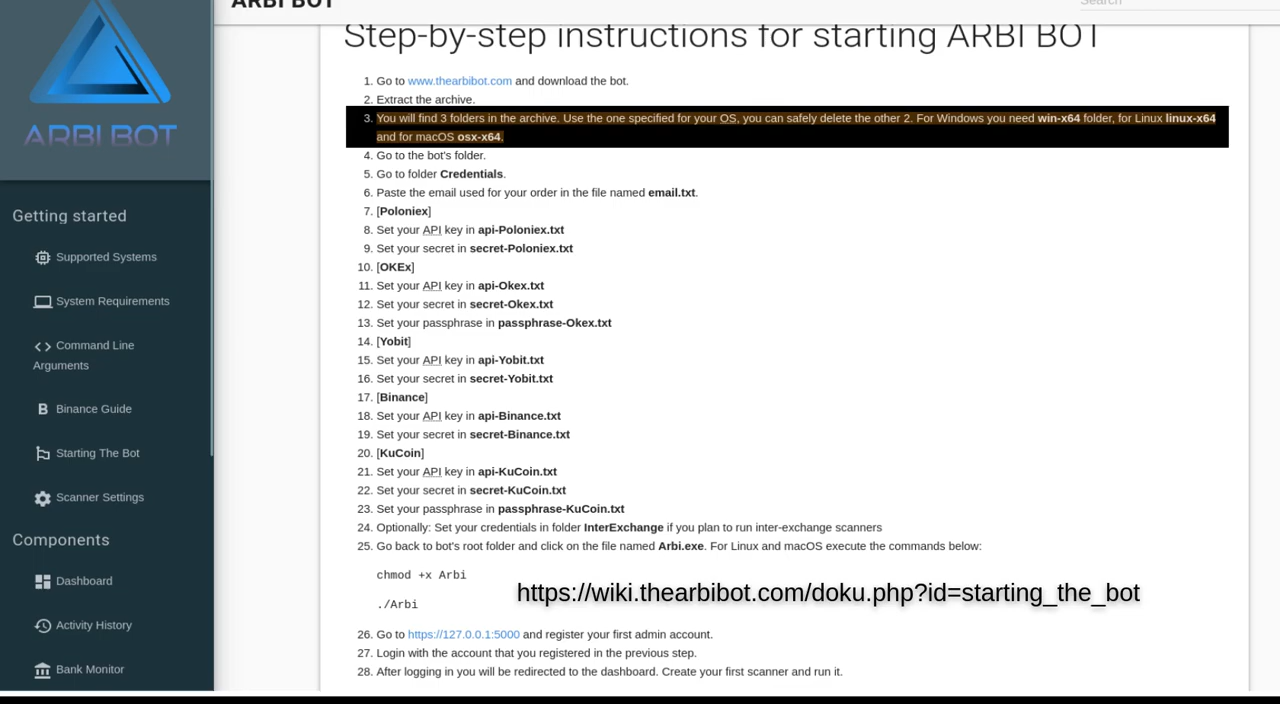 ARBI BOT
Search
ARBI BOT
Getting started
Supported Systems
System Requirements
Command Line
Arguments
Binance Guide
Starting The Bot
Scanner Settings
Components
Dashboard
Activity History
Bank Monitor
Step-by-step instructions for starting ARBI BOT
1. Go to www.thearbibot.com and download the bot.
2. Extract the archive.
3. You will find 3 folders in the archive. Use the one specified for your OS, you can safely delete the other 2. For Windows you need win-x64 folder, for Linux linux-x64
and for macOS osx-x64.
4. Go to the bot's folder.
5. Go to folder Credentials.
6. Paste the email used for your order in the file named email.txt.
7. [Poloniex]
8. Set your API key in api-Poloniex.txt
9. Set your secret in secret-Poloniex.txt
10. [OKEx]
11. Set your API key in api-Okex.txt
12. Set your secret in secret-Okex.txt
13. Set your passphrase in passphrase-Okex.txt
14. [Yobit]
15. Set your API key in api-Yobit.txt
16. Set your secret in secret-Yobit.txt
17. [Binance]
18. Set your API key in api-Binance.txt
19. Set your secret in secret-Binance.txt
20. [KuCoin]
21. Set your API key in api-KuCoin.txt
22. Set your secret in secret-KuCoin.txt
23. Set your passphrase in passphrase-KuCoin.txt
24. Optionally: Set your credentials in folder InterExchange if you plan to run inter-exchange scanners
25. Go back to bot's root folder and click on the file named Arbi.exe. For Linux and macOS execute the commands below:
chmod +x Arbi
https://wiki.thearbibot.com/doku.php?id=starting_the_bot
./Arbi
26. Go to https://127.0.0.1:5000 and register your first admin account.
27. Login with the account that you registered in the previous step.
28. After logging in you will be redirected to the dashboard. Create your first scanner and run it.